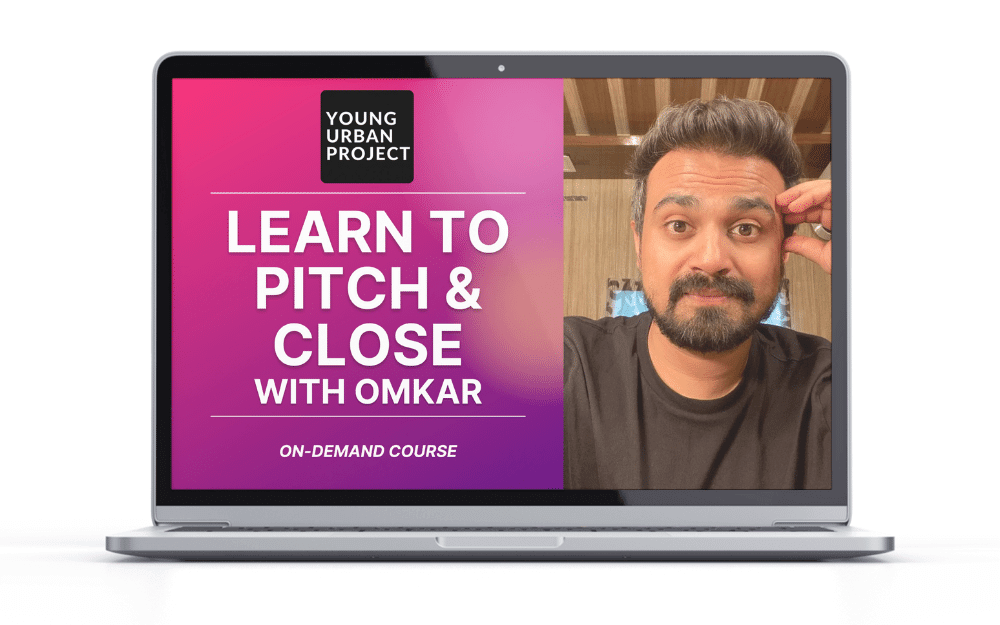 YOUNG
URBAN
PROJECT
LEARN TO
PITCH &
CLOSE
WITH OMKAR
ON-DEMAND COURSE